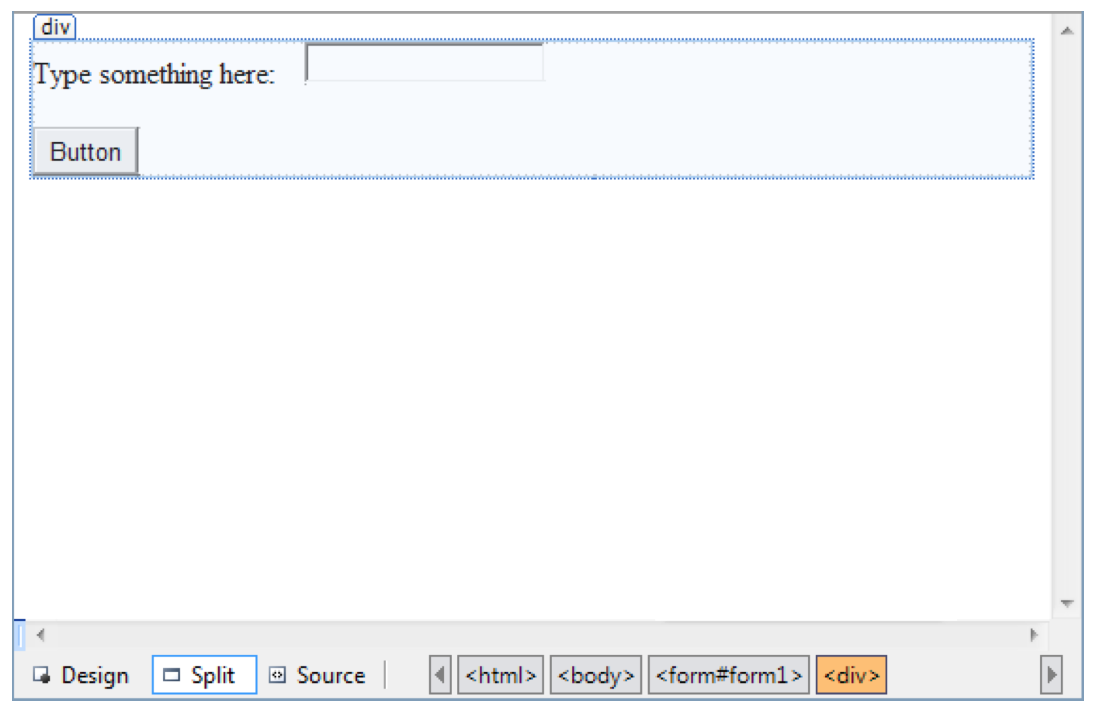 div
Type something here:
Button
Design Split Source <html> <body> <form#form1> <div>